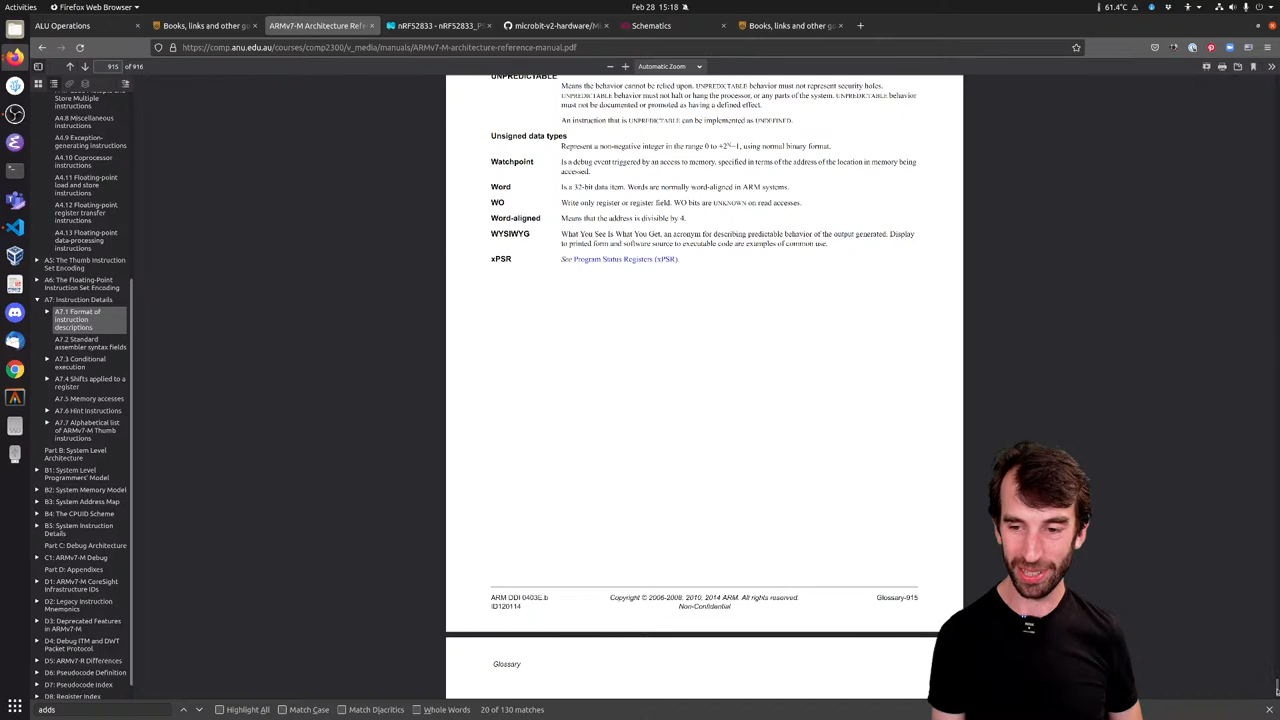 Activities
Firefox Web Browser
Feb 28 15:18
61.4°C
ALU Operations
Books, links and other go
ARMv7-M Architecture Refe
nRF52833 - nRF52833_PS
microbit-v2-hardware/Mi
Schematics
Books, links and other go
https://comp.anu.edu.au/courses/comp2300/v_media/manuals/ARMv7-M-architecture-reference-manual.pdf
915 of 916
Automatic Zoom
Store Multiple
instructions
A4.8 Miscellaneous
instructions
A4.9 Exception-
generating instructions
A4.10 Coprocessor
instructions
A4.11 Floating-point
load and store
instructions
A4.12 Floating-point
register transfer
instructions
A4.13 Floating-point
data-processing
instructions
A5: The Thumb Instruction
Set Encoding
A6: The Floating-Point
Instruction Set Encoding
A7: Instruction Details
A7.1 Format of
instruction
descriptions
A7.2 Standard
assembler syntax fields
A7.3 Conditional
execution
A7.4 Shifts applied to a
register
A7.5 Memory accesses
A7.6 Hint Instructions
A7.7 Alphabetical list
of ARMv7-M Thumb
instructions
Part B: System Level
Architecture
B1: System Level
Programmers' Model
B2: System Memory Model
B3: System Address Map
B4: The CPUID Scheme
B5: System Instruction
Details
Part C: Debug Architecture
C1: ARMv7-M Debug
Part D: Appendixes
D1: ARMv7-M CoreSight
Infrastructure IDs
D2: Legacy Instruction
Mnemonics
D3: Deprecated Features
in ARMv7-M
D4: Debug ITM and DWT
Packet Protocol
D5: ARMv7-R Differences
D6: Pseudocode Definition
D7: Pseudocode Index
D8: Register Index
UNPREDICTABLE
Means the behavior cannot be relied upon. UNPREDICTABLE behavior must not represent security holes.
UNPREDICTABLE behavior must not halt or hang the processor, or any parts of the system. UNPREDICTABLE behavior
must not be documented or promoted as having a defined effect.
An instruction that is UNPREDICTABLE can be implemented as UNDEFINED.
Unsigned data types
Represent a non-negative integer in the range 0 to +2ᴺ−1, using normal binary format.
Watchpoint Is a debug event triggered by an access to memory, specified in terms of the address of the location in memory being
accessed.
Word Is a 32-bit data item. Words are normally word-aligned in ARM systems.
WO Write only register or register field. WO bits are UNKNOWN on read accesses.
Word-aligned Means that the address is divisible by 4.
WYSIWYG What You See Is What You Get, an acronym for describing predictable behavior of the output generated. Display
to printed form and software source to executable code are examples of common use.
xPSR See Program Status Registers (xPSR).
ARM DDI 0403E.b Copyright © 2006-2008, 2010, 2014 ARM. All rights reserved. Glossary-915
ID120114 Non-Confidential
Glossary
adds
Highlight All
Match Case
Match Diacritics
Whole Words
20 of 130 matches